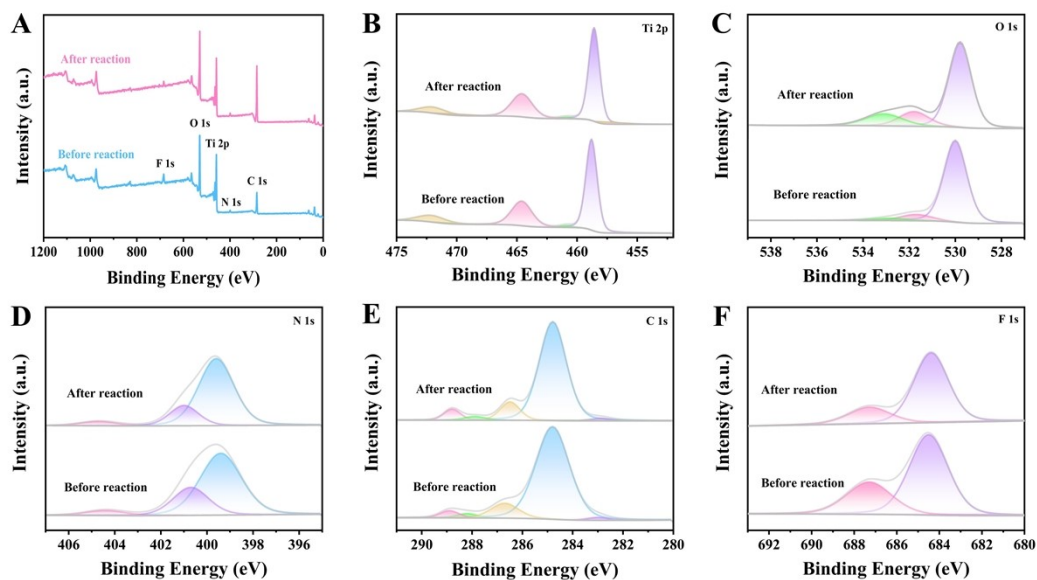 A
After reaction
O 1s
Before reaction
Ti 2p
F 1s
N 1s
C 1s
1200 1000 800 600 400 200 0
Binding Energy (eV)
Intensity (a.u.)
B
Ti 2p
After reaction
Before reaction
475 470 465 460 455
Binding Energy (eV)
Intensity (a.u.)
C
O 1s
After reaction
Before reaction
538 536 534 532 530 528
Binding Energy (eV)
Intensity (a.u.)
D
N 1s
After reaction
Before reaction
406 404 402 400 398 396
Binding Energy (eV)
Intensity (a.u.)
E
C 1s
After reaction
Before reaction
290 288 286 284 282 280
Binding Energy (eV)
Intensity (a.u.)
F
F 1s
After reaction
Before reaction
692 690 688 686 684 682 680
Binding Energy (eV)
Intensity (a.u.)